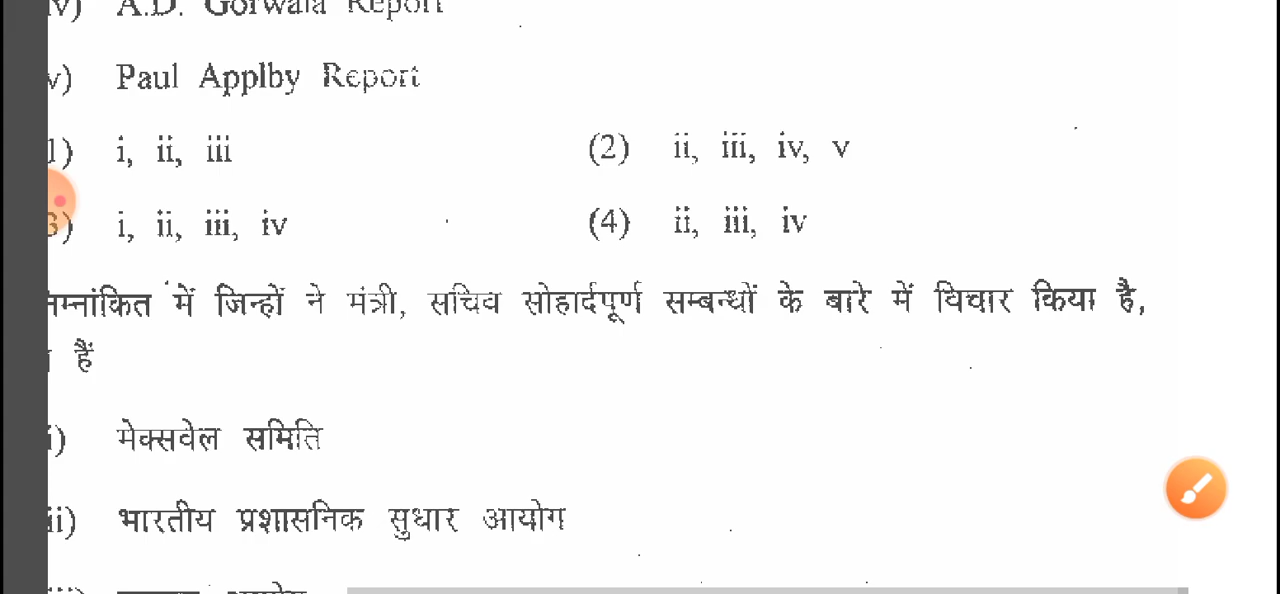 iv) A.D. Gorwala Report
v) Paul Applby Report
1) i, ii, iii (2) ii, iii, iv, v
3) i, ii, iii, iv (4) ii, iii, iv
निम्नांकित में जिन्हों ने मंत्री, सचिव सोहार्दपूर्ण सम्बन्धों के बारे में विचार किया है,
हैं
i) मेक्सवेल समिति
ii) भारतीय प्रशासनिक सुधार आयोग